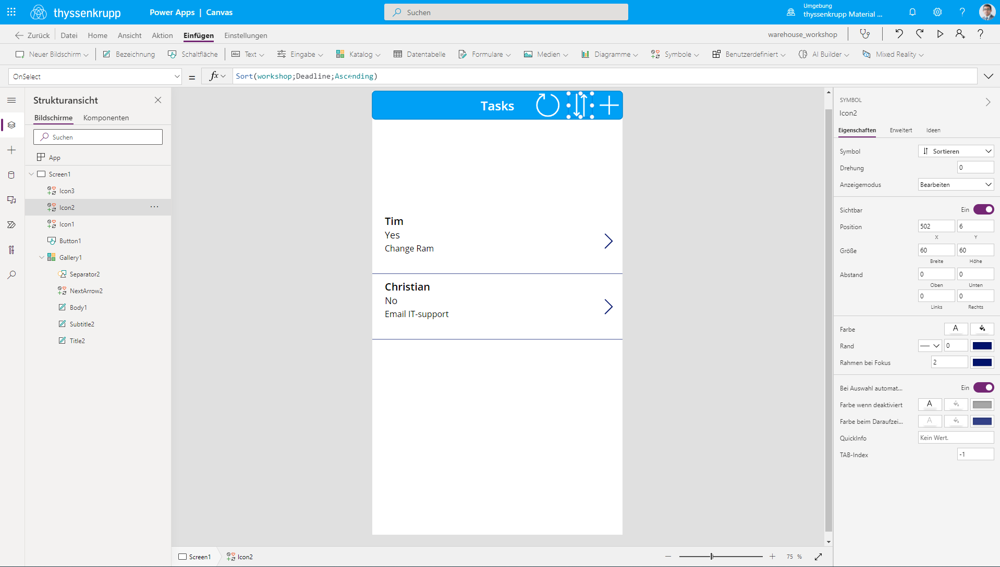 thyssenkrupp
Power Apps | Canvas
Suchen
Umgebung
thyssenkrupp Material ...
Zurück
Datei
Home
Ansicht
Aktion
Einfügen
Einstellungen
warehouse_workshop
Neuer Bildschirm
Bezeichnung
Schaltfläche
Abc
Text
Eingabe
Katalog
Datentabelle
Formulare
Medien
Diagramme
Symbole
Benutzerdefiniert
AI Builder
Mixed Reality
OnSelect
=
fx
Sort(workshop;Deadline;Ascending)
Strukturansicht
Bildschirme
Komponenten
Suchen
App
Screen1
Icon3
Icon2
...
Icon1
Button1
Gallery1
Separator2
NextArrow2
Body1
Subtitle2
Title2
Tasks
Tim
Yes
Change Ram
Christian
No
Email IT-support
SYMBOL
Icon2
Eigenschaften
Erweitert
Ideen
Symbol
Sortieren
Drehung
0
Anzeigemodus
Bearbeiten
Sichtbar
Ein
Position
502
6
X
Y
Größe
60
60
Breite
Höhe
Abstand
0
0
Oben
Unten
0
0
Links
Rechts
Farbe
A
Rand
0
Rahmen bei Fokus
2
Bei Auswahl automat...
Ein
Farbe wenn deaktiviert
A
Farbe beim Daraufzei...
A
QuickInfo
Kein Wert.
TAB-Index
-1
Screen1
Icon2
75 %